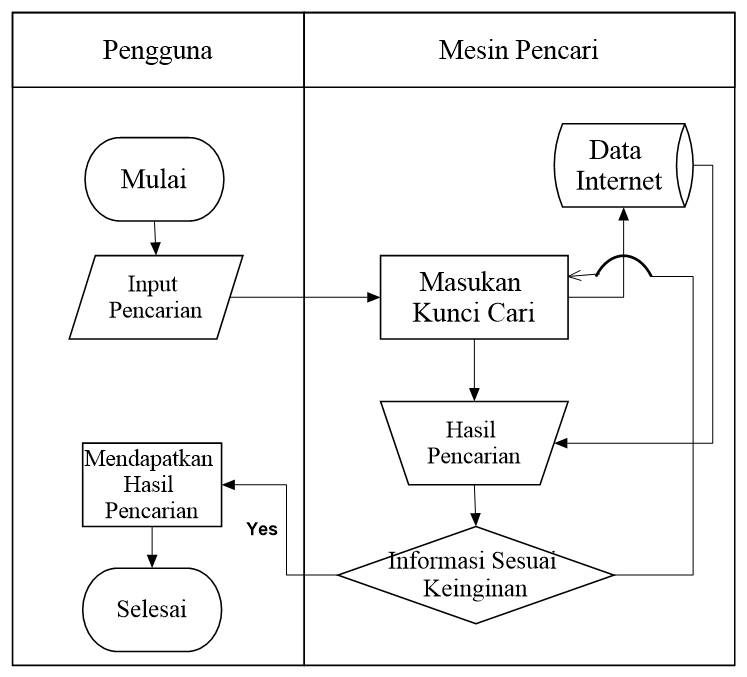 Pengguna
Mesin Pencari
Mulai
Data
Internet
Input
Pencarian
Masukan
Kunci Cari
Hasil
Pencarian
Mendapatkan
Hasil
Pencarian
Yes
Informasi Sesuai
Keinginan
Selesai